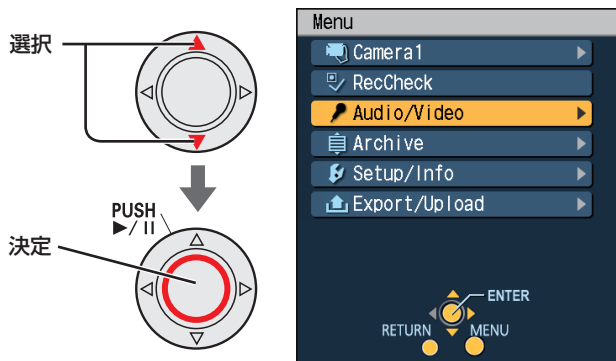 選択
PUSH
►/II
決定
Menu
Camera1
RecCheck
Audio/Video
Archive
Setup/Info
Export/Upload
ENTER
RETURN MENU